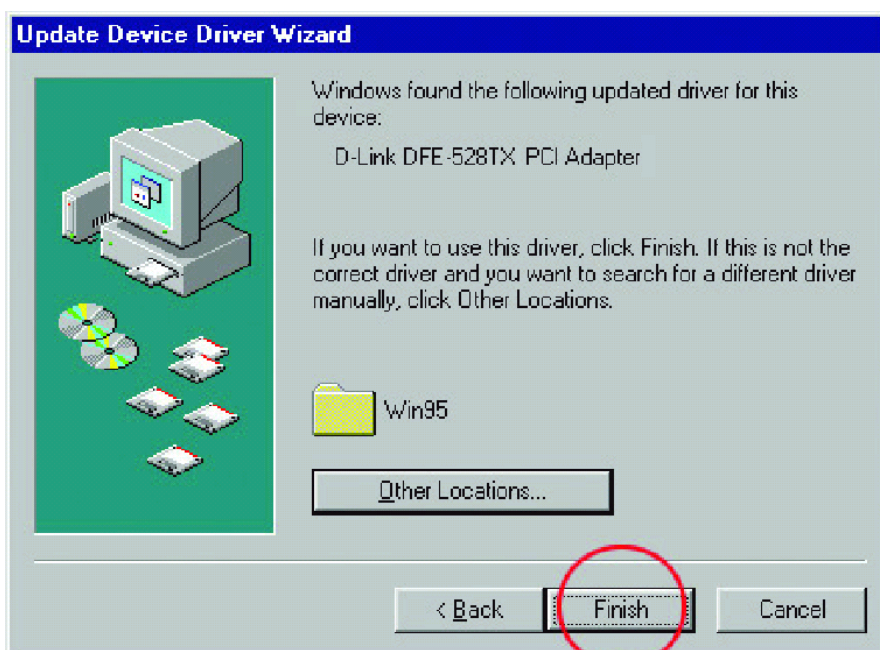 Update Device Driver Wizard
Windows found the following updated driver for this
device:
D-Link DFE-528TX PCI Adapter
If you want to use this driver, click Finish. If this is not the
correct driver and you want to search for a different driver
manually, click Other Locations.
Win95
Other Locations...
< Back
Finish
Cancel